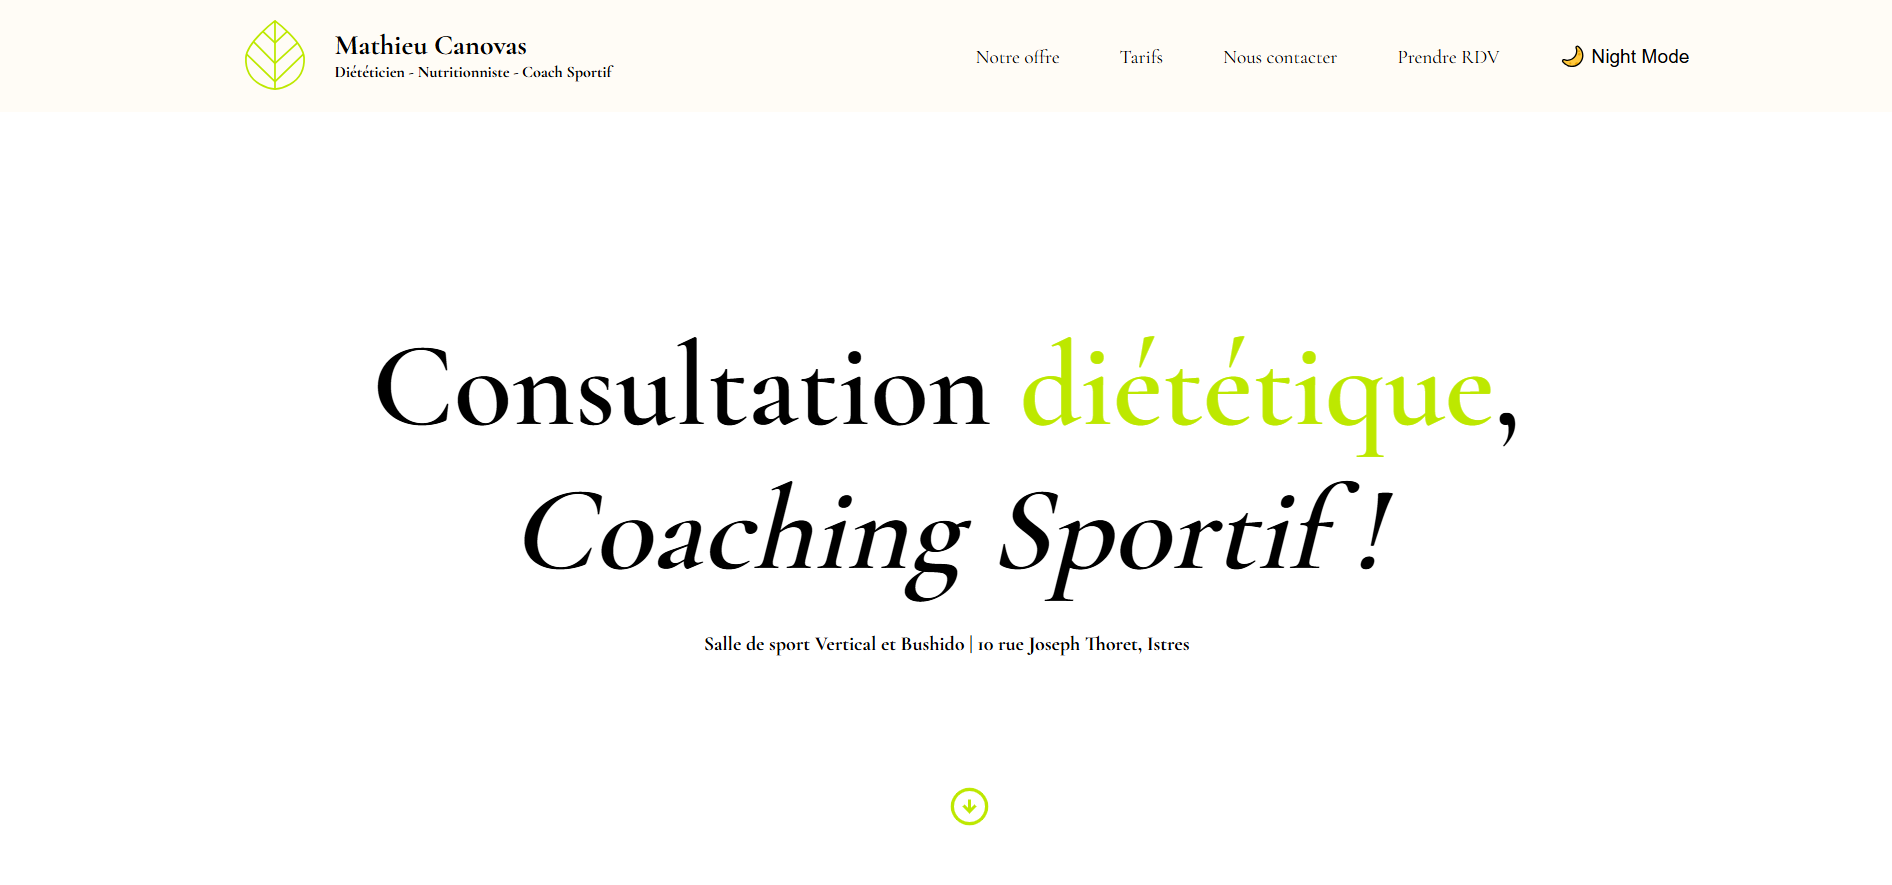 Mathieu Canovas
Diététicien - Nutritionniste - Coach Sportif
Notre offre Tarifs Nous contacter Prendre RDV 🌙 Night Mode
Consultation diététique,
Coaching Sportif !
Salle de sport Vertical et Bushido | 10 rue Joseph Thoret, Istres